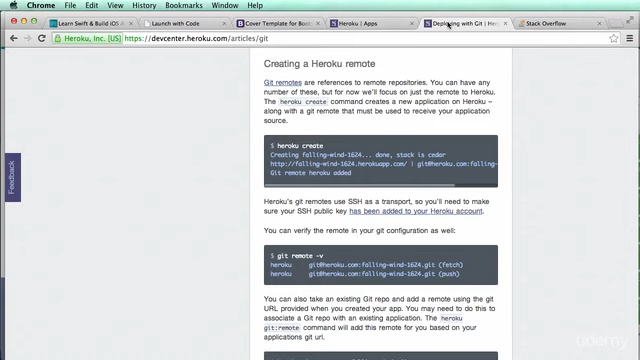 Chrome File Edit View History Bookmarks Window Help
Learn Swift & Build iOS A
Launch with Code
Cover Template for Boots
Heroku | Apps
Deploying with Git | Hero
Stack Overflow
Heroku, Inc. [US] https://devcenter.heroku.com/articles/git
Feedback
Creating a Heroku remote
Git remotes are references to remote repositories. You can have any
number of these, but for now we'll focus on just the remote to Heroku.
The heroku create command creates a new application on Heroku –
along with a git remote that must be used to receive your application
source.
$ heroku create
Creating falling-wind-1624... done, stack is cedar
http://falling-wind-1624.herokuapp.com/ | git@heroku.com:falling-
Git remote heroku added
Heroku's git remotes use SSH as a transport, so you'll need to make
sure your SSH public key has been added to your Heroku account.
You can verify the remote in your git configuration as well:
$ git remote -v
heroku git@heroku.com:falling-wind-1624.git (fetch)
heroku git@heroku.com:falling-wind-1624.git (push)
You can also take an existing Git repo and add a remote using the git
URL provided when you created your app. You may need to do this to
associate a Git repo with an existing application. The heroku
git:remote command will add this remote for you based on your
applications git url.
udemy